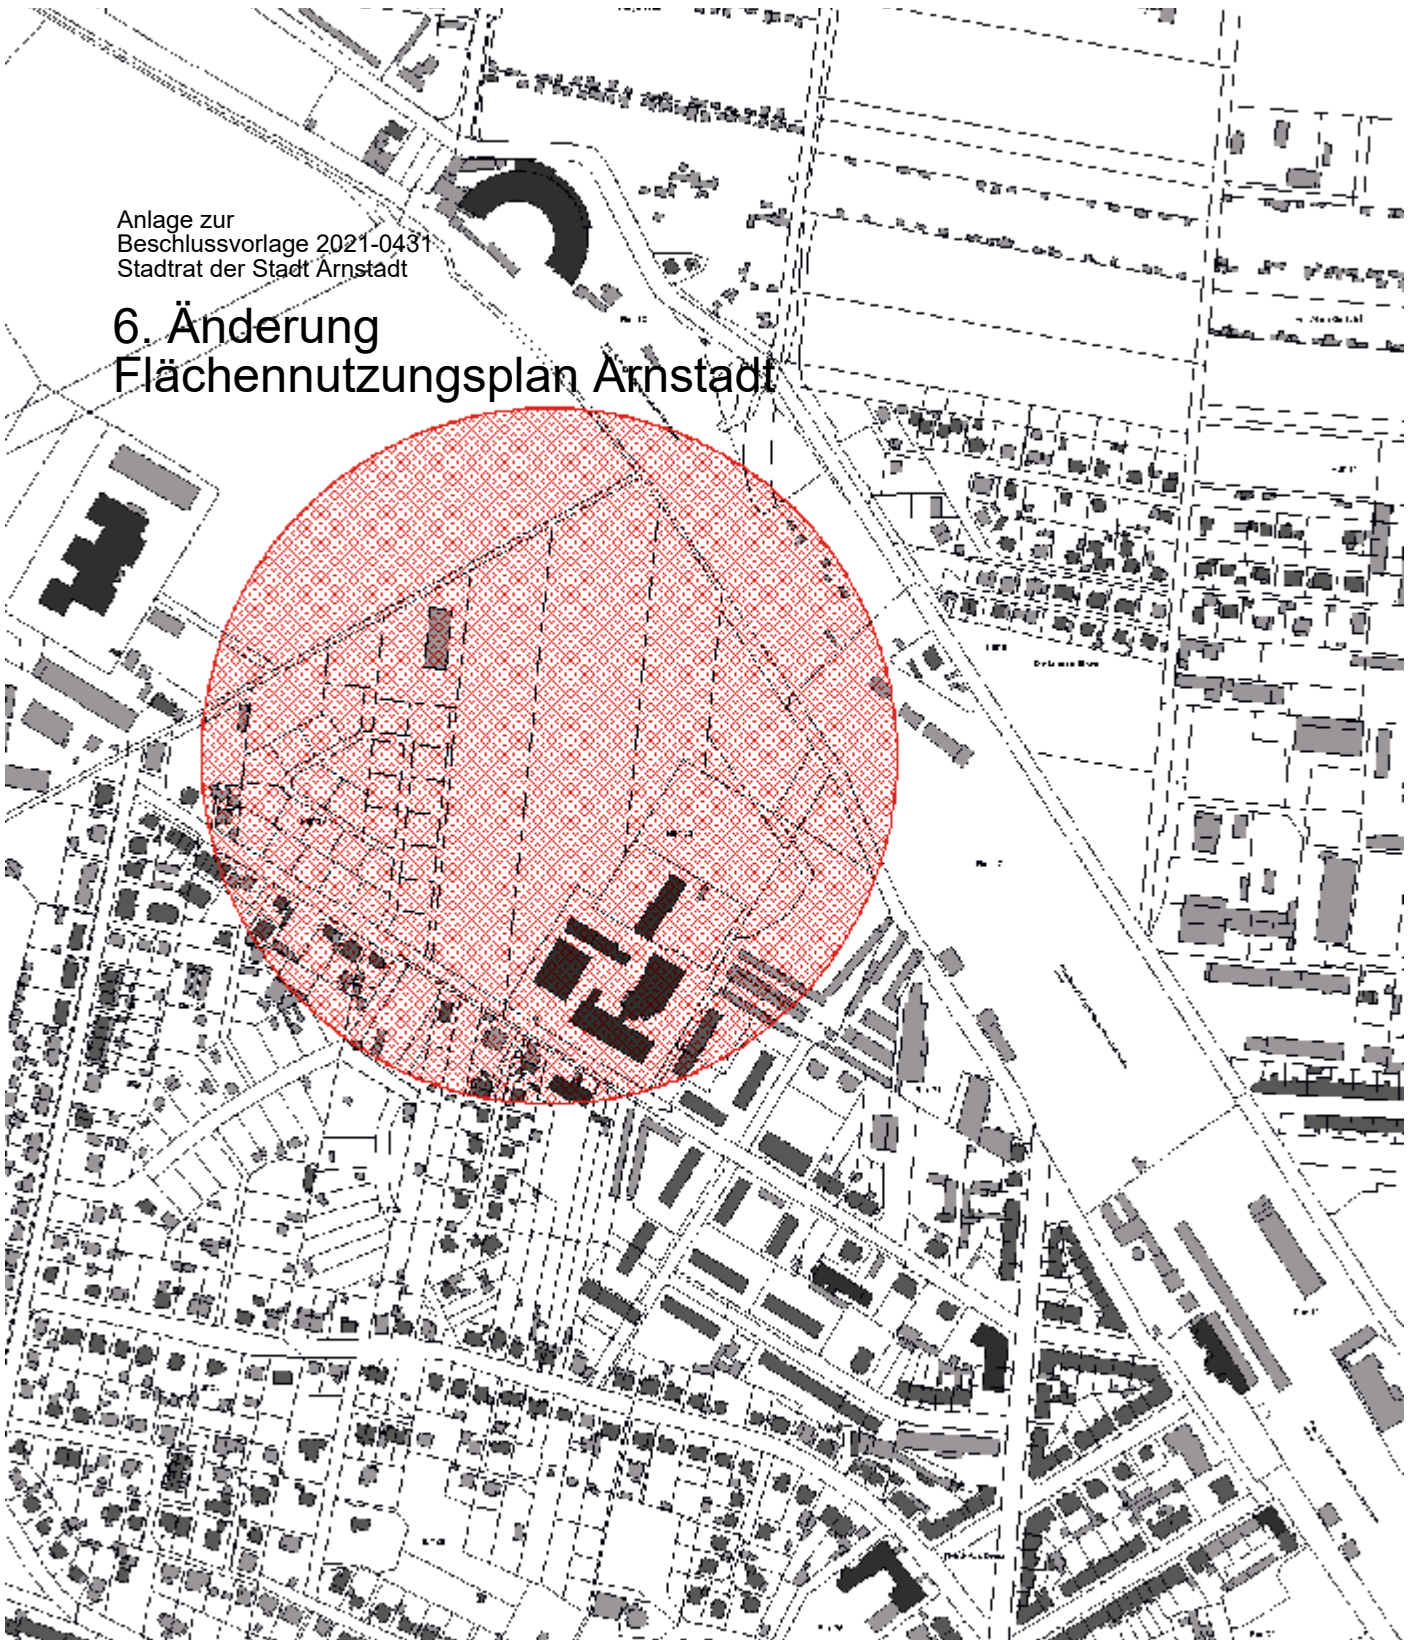 Anlage zur
Beschlussvorlage 2021-0431
Stadtrat der Stadt Arnstadt
6. Änderung
Flächennutzungsplan Arnstadt